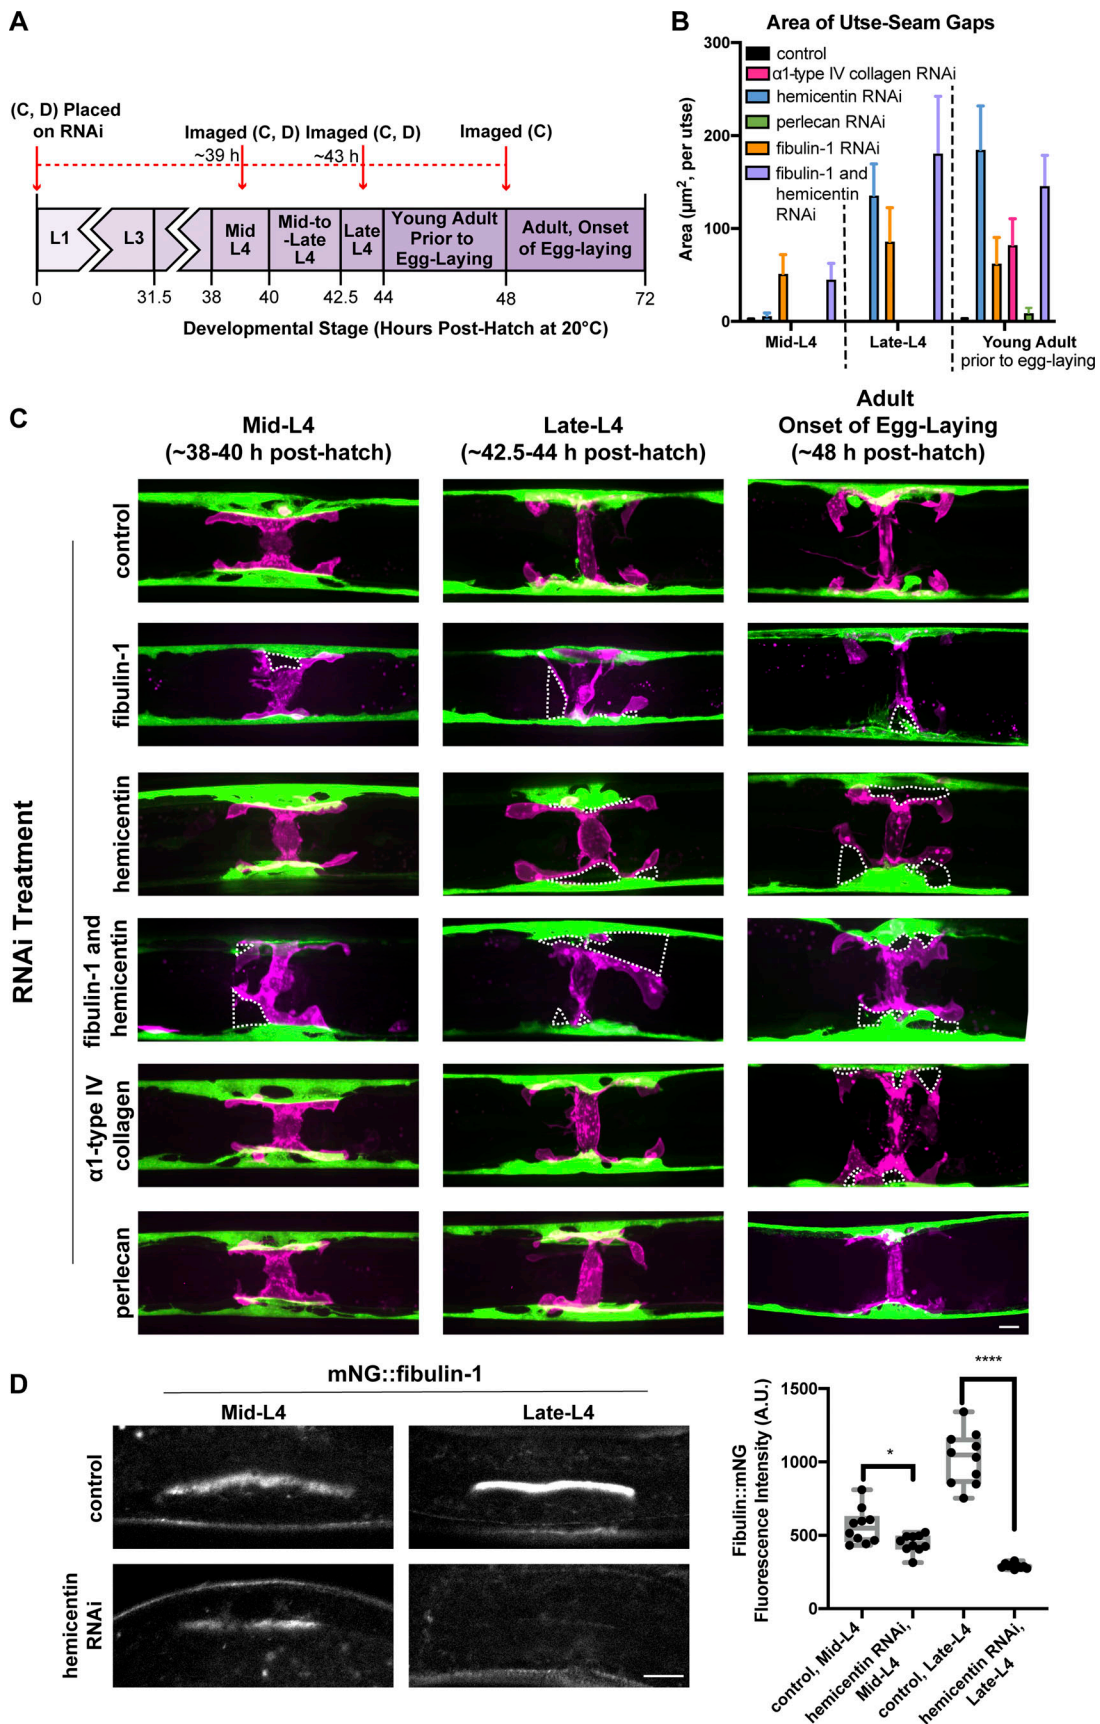 A
(C, D) Placed
on RNAi
Imaged (C, D)
~39 h
Imaged (C, D)
~43 h
Imaged (C)
L1
L3
Mid
L4
Mid-to
-Late
L4
Late
L4
Young Adult
Prior to
Egg-Laying
Adult, Onset
of Egg-laying
0
31.5
38
40
42.5
44
48
72
Developmental Stage (Hours Post-Hatch at 20°C)
B
Area of Utse-Seam Gaps
Area (µm², per utse)
300
200
100
0
control
α1-type IV collagen RNAi
hemicentin RNAi
perlecan RNAi
fibulin-1 RNAi
fibulin-1 and
hemicentin
RNAi
Mid-L4
Late-L4
Young Adult
prior to egg-laying
C
Mid-L4
(~38-40 h post-hatch)
Late-L4
(~42.5-44 h post-hatch)
Adult
Onset of Egg-Laying
(~48 h post-hatch)
RNAi Treatment
control
fibulin-1
hemicentin
fibulin-1 and
hemicentin
α1-type IV
collagen
perlecan
D
mNG::fibulin-1
Mid-L4
Late-L4
control
hemicentin
RNAi
Fibulin::mNG
Fluorescence Intensity (A.U.)
1500
1000
500
0
*
****
control, Mid-L4
hemicentin RNAi,
Mid-L4
control, Late-L4
hemicentin RNAi,
Late-L4